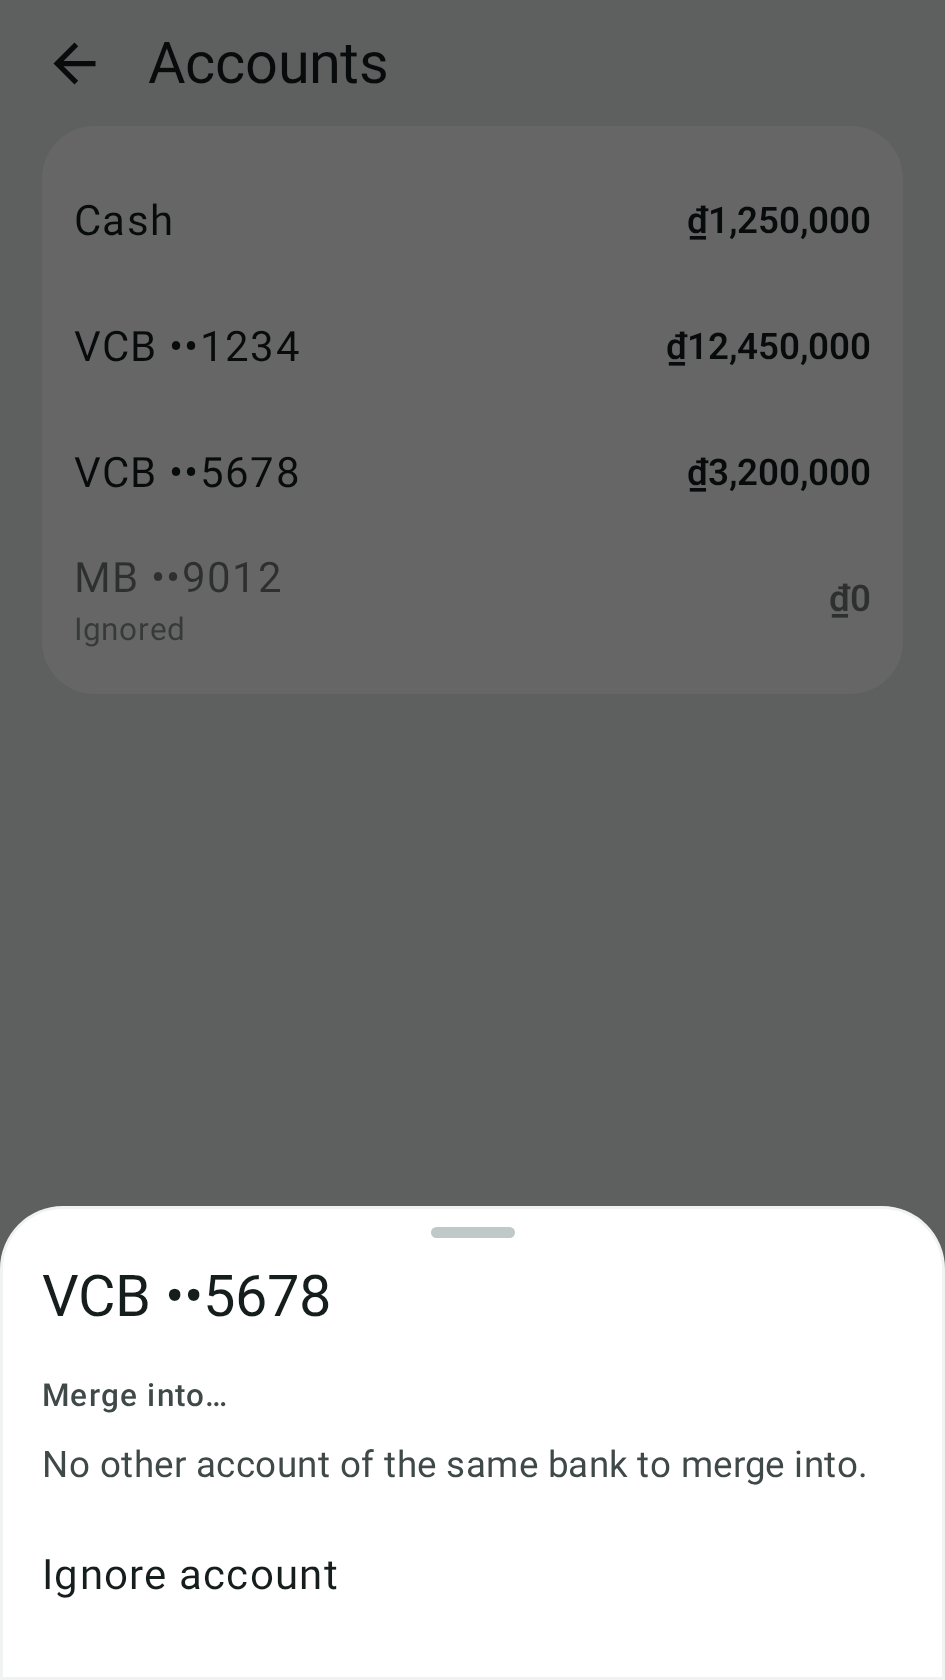 Accounts
Cash ₫1,250,000
VCB ••1234 ₫12,450,000
VCB ••5678 ₫3,200,000
MB ••9012 ₫0
Ignored
VCB ••5678
Merge into…
No other account of the same bank to merge into.
Ignore account